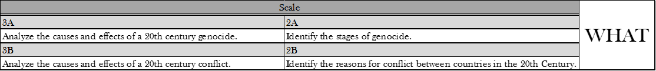 Scale
3A 2A
Analyze the causes and effects of a 20th century genocide. Identify the stages of genocide.
3B 2B
Analyze the causes and effects of a 20th century conflict. Identify the reasons for conflict between countries in the 20th Century.
WHAT